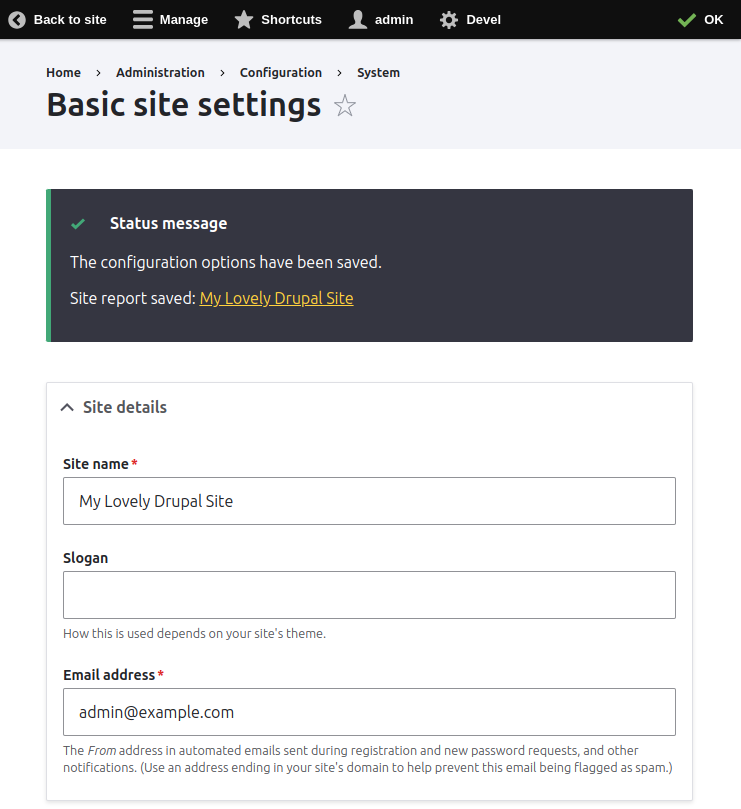 Back to site Manage Shortcuts admin Devel OK
Home › Administration › Configuration › System
Basic site settings
Status message
The configuration options have been saved.
Site report saved: My Lovely Drupal Site
Site details
Site name*
My Lovely Drupal Site
Slogan
How this is used depends on your site's theme.
Email address*
admin@example.com
The From address in automated emails sent during registration and new password requests, and other
notifications. (Use an address ending in your site's domain to help prevent this email being flagged as spam.)